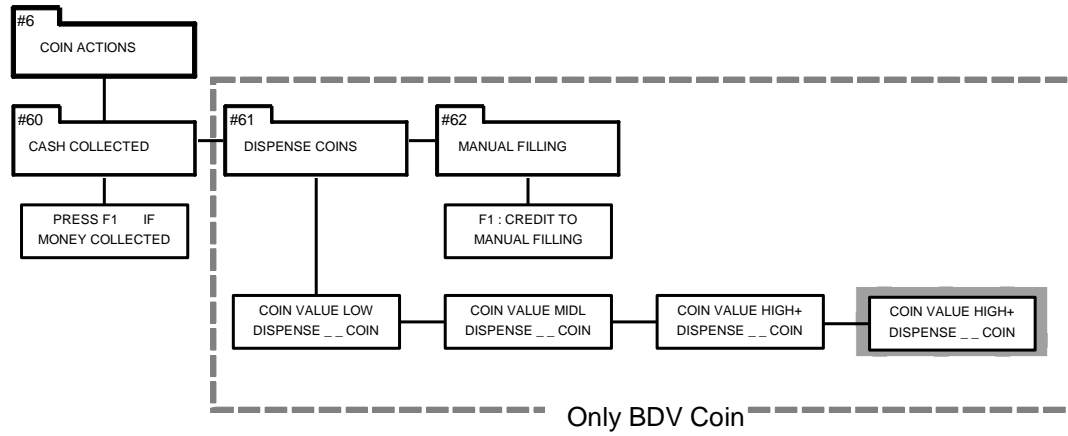 #6
COIN ACTIONS
#60
CASH COLLECTED
#61
DISPENSE COINS
#62
MANUAL FILLING
PRESS F1 IF
MONEY COLLECTED
F1 : CREDIT TO
MANUAL FILLING
COIN VALUE LOW
DISPENSE _ _ COIN
COIN VALUE MIDL
DISPENSE _ _ COIN
COIN VALUE HIGH+
DISPENSE _ _ COIN
COIN VALUE HIGH+
DISPENSE _ _ COIN
Only BDV Coin